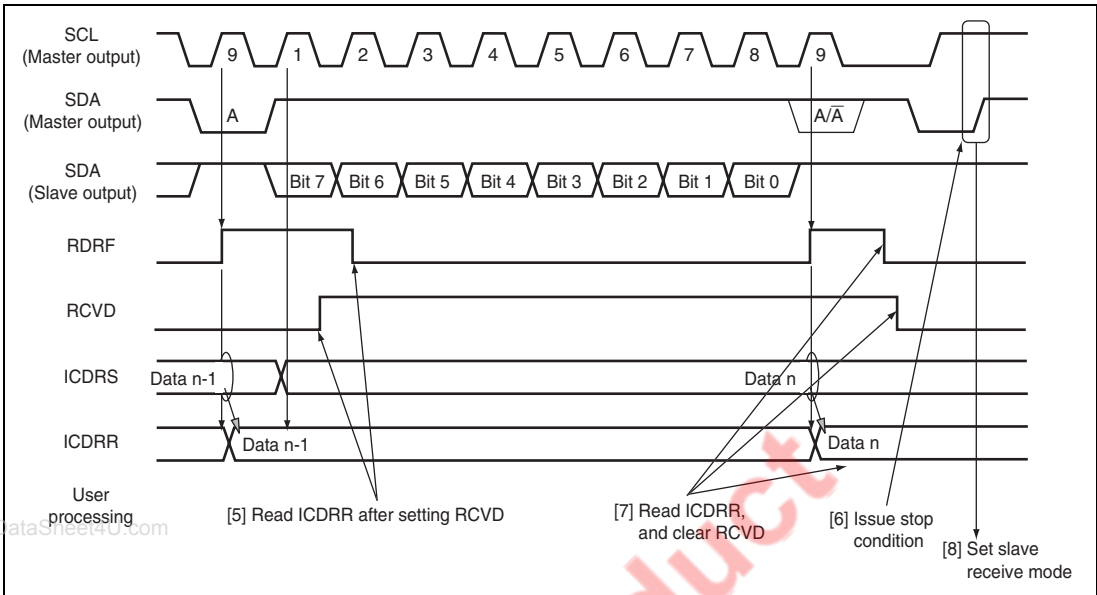 SCL
(Master output)
9 1 2 3 4 5 6 7 8 9
SDA
(Master output)
A A/A̅
SDA
(Slave output)
Bit 7 Bit 6 Bit 5 Bit 4 Bit 3 Bit 2 Bit 1 Bit 0
RDRF
RCVD
ICDRS
Data n-1 Data n
ICDRR
Data n-1 Data n
User
processing
[5] Read ICDRR after setting RCVD
[7] Read ICDRR,
and clear RCVD
[6] Issue stop
condition
[8] Set slave
receive mode
DataSheet4U.com
duct